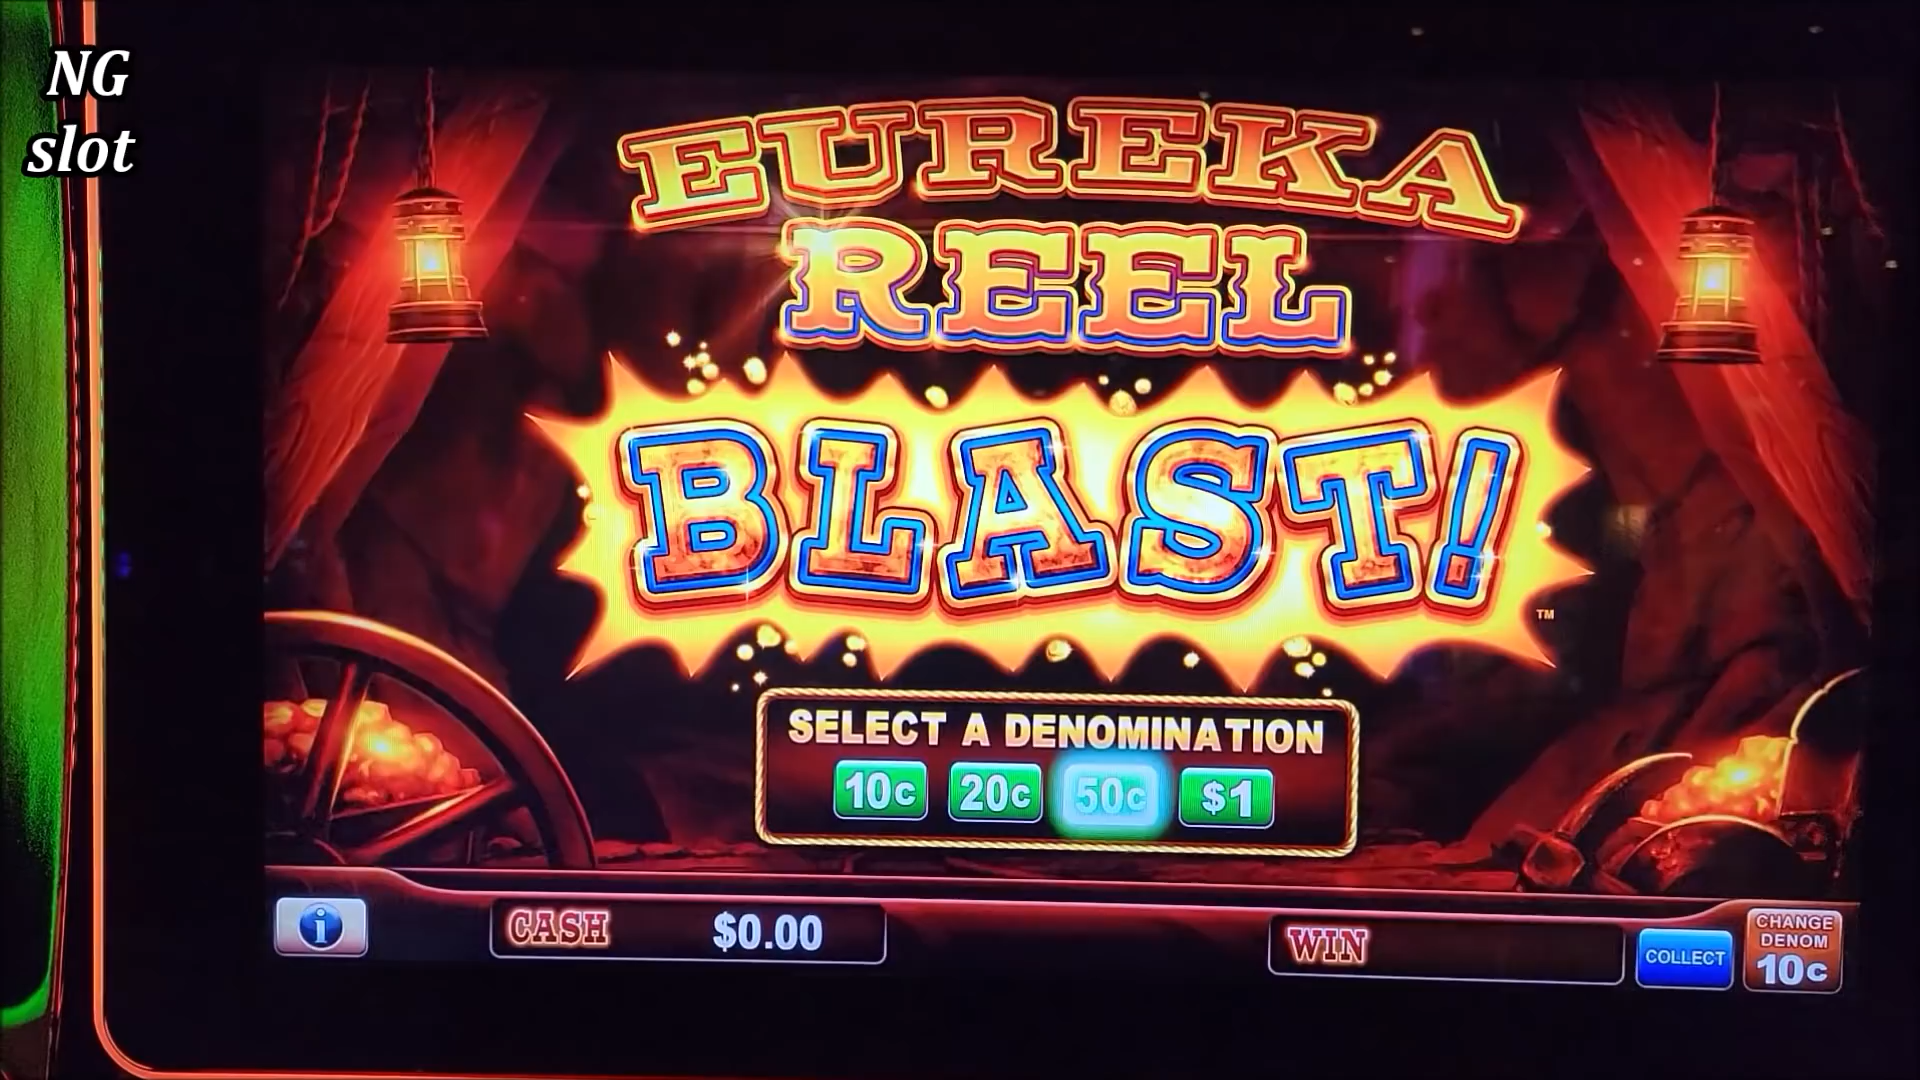 NG
slot
EUREKA
REEL
BLAST!
™
SELECT A DENOMINATION
10c 20c 50c $1
CASH $0.00
WIN
COLLECT
CHANGE
DENOM
10c